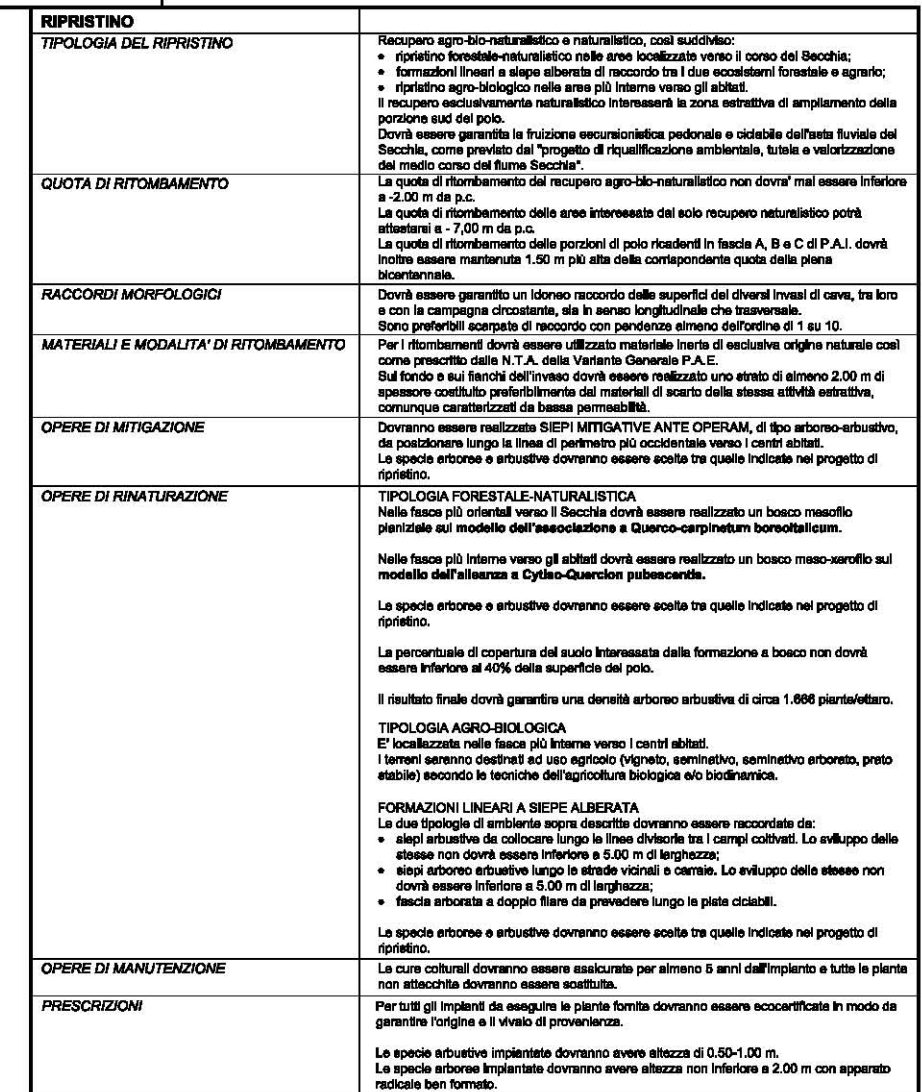 RIPRISTINO
TIPOLOGIA DEL RIPRISTINO
Recupero agro-bio-naturalistico e naturalistico, così suddiviso:
• ripristino forestale-naturalistico nelle aree localizzate verso il corso del Secchia;
• formazioni lineari a siepe alberata di raccordo tra i due ecosistemi forestale e agrario;
• ripristino agro-biologico nelle aree più interne verso gli abitati.
Il recupero esclusivamente naturalistico interesserà la zona estrattiva di ampliamento della
porzione sud del polo.
Dovrà essere garantita la fruizione escursionistica pedonale e ciclabile dell'asta fluviale del
Secchia, come previsto dal "progetto di riqualificazione ambientale, tutela e valorizzazione
del medio corso del fiume Secchia".
QUOTA DI RITOMBAMENTO
La quota di ritombamento del recupero agro-bio-naturalistico non dovra' mai essere inferiore
a -2.00 m da p.c.
La quota di ritombamento delle aree interessate dal solo recupero naturalistico potrà
attestarsi a - 7,00 m da p.c.
La quota di ritombamento delle porzioni di polo ricadenti in fascia A, B e C di P.A.I. dovrà
inoltre essere mantenuta 1.50 m più alta della corrispondente quota della piena
bicentennale.
RACCORDI MORFOLOGICI
Dovrà essere garantito un idoneo raccordo delle superfici dei diversi invasi di cava, tra loro
e con la campagna circostante, sia in senso longitudinale che trasversale.
Sono preferibili scarpate di raccordo con pendenze almeno dell'ordine di 1 su 10.
MATERIALI E MODALITA' DI RITOMBAMENTO
Per i ritombamenti dovrà essere utilizzato materiale inerte di esclusiva origine naturale così
come prescritto dalle N.T.A. della Variante Generale P.A.E.
Sul fondo e sui fianchi dell'invaso dovrà essere realizzato uno strato di almeno 2.00 m di
spessore costituito preferibilmente dai materiali di scarto della stessa attività estrattiva,
comunque caratterizzati da bassa permeabilità.
OPERE DI MITIGAZIONE
Dovranno essere realizzate SIEPI MITIGATIVE ANTE OPERAM, di tipo arboreo-arbustivo,
da posizionare lungo la linea di perimetro più occidentale verso i centri abitati.
Le specie arboree e arbustive dovranno essere scelte tra quelle indicate nel progetto di
ripristino.
OPERE DI RINATURAZIONE
TIPOLOGIA FORESTALE-NATURALISTICA
Nelle fasce più orientali verso il Secchia dovrà essere realizzato un bosco mesofilo
planiziale sul modello dell'associazione a Querco-carpinetum boreoitalicum.
Nelle fasce più interne verso gli abitati dovrà essere realizzato un bosco meso-xerofilo sul
modello dell'alleanza a Cytiso-Quercion pubescentis.
Le specie arboree e arbustive dovranno essere scelte tra quelle indicate nel progetto di
ripristino.
La percentuale di copertura del suolo interessata dalla formazione a bosco non dovrà
essere inferiore al 40% della superficie del polo.
Il risultato finale dovrà garantire una densità arboreo arbustiva di circa 1.666 piante/ettaro.
TIPOLOGIA AGRO-BIOLOGICA
E' localiazzata nelle fasce più interne verso i centri abitati.
I terreni saranno destinati ad uso agricolo (vigneto, seminativo, seminativo arborato, prato
stabile) secondo le tecniche dell'agricoltura biologica e/o biodinamica.
FORMAZIONI LINEARI A SIEPE ALBERATA
Le due tipologie di ambiente sopra descritte dovranno essere raccordate da:
• siepi arbustive da collocare lungo le linee divisorie tra i campi coltivati. Lo sviluppo delle
stesse non dovrà essere inferiore a 5.00 m di larghezza;
• siepi arboreo arbustive lungo le strade vicinali e carraie. Lo sviluppo delle stesse non
dovrà essere inferiore a 5.00 m di larghezza;
• fascia arborata a doppio filare da prevedere lungo le piste ciclabili.
Le specie arboree e arbustive dovranno essere scelte tra quelle indicate nel progetto di
ripristino.
OPERE DI MANUTENZIONE
Le cure colturali dovranno essere assicurate per almeno 5 anni dall'impianto e tutte le piante
non attecchite dovranno essere sostituite.
PRESCRIZIONI
Per tutti gli impianti da eseguire le piante fornite dovranno essere ecocertificate in modo da
garantire l'origine e il vivaio di provenienza.
Le specie arbustive impiantate dovranno avere altezza di 0.50-1.00 m.
Le specie arboree impiantate dovranno avere altezza non inferiore a 2.00 m con apparato
radicale ben formato.